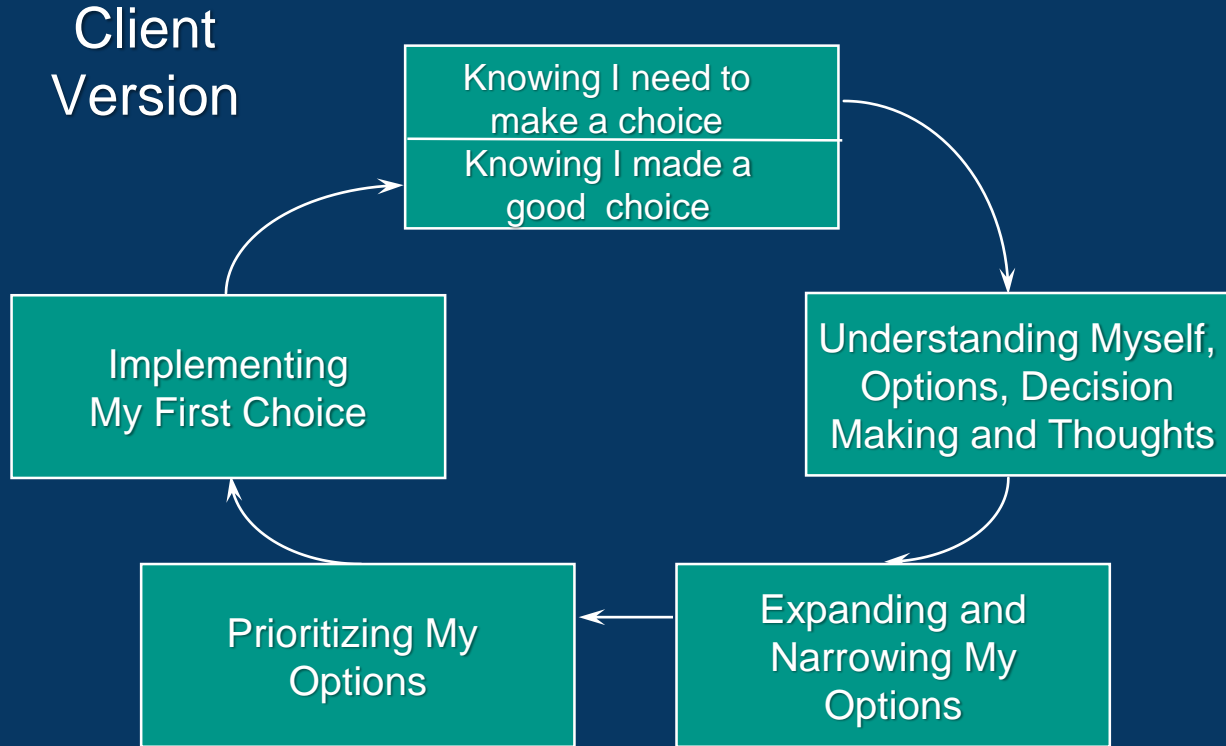 Client
Version
Knowing I need to
make a choice
Knowing I made a
good choice
Understanding Myself,
Options, Decision
Making and Thoughts
Expanding and
Narrowing My
Options
Prioritizing My
Options
Implementing
My First Choice